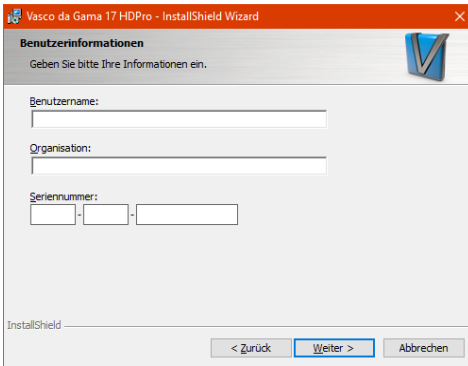 Vasco da Gama 17 HDPro - InstallShield Wizard
Benutzerinformationen
Geben Sie bitte Ihre Informationen ein.
Benutzername:
Organisation:
Seriennummer:
- -
InstallShield
< Zurück Weiter > Abbrechen